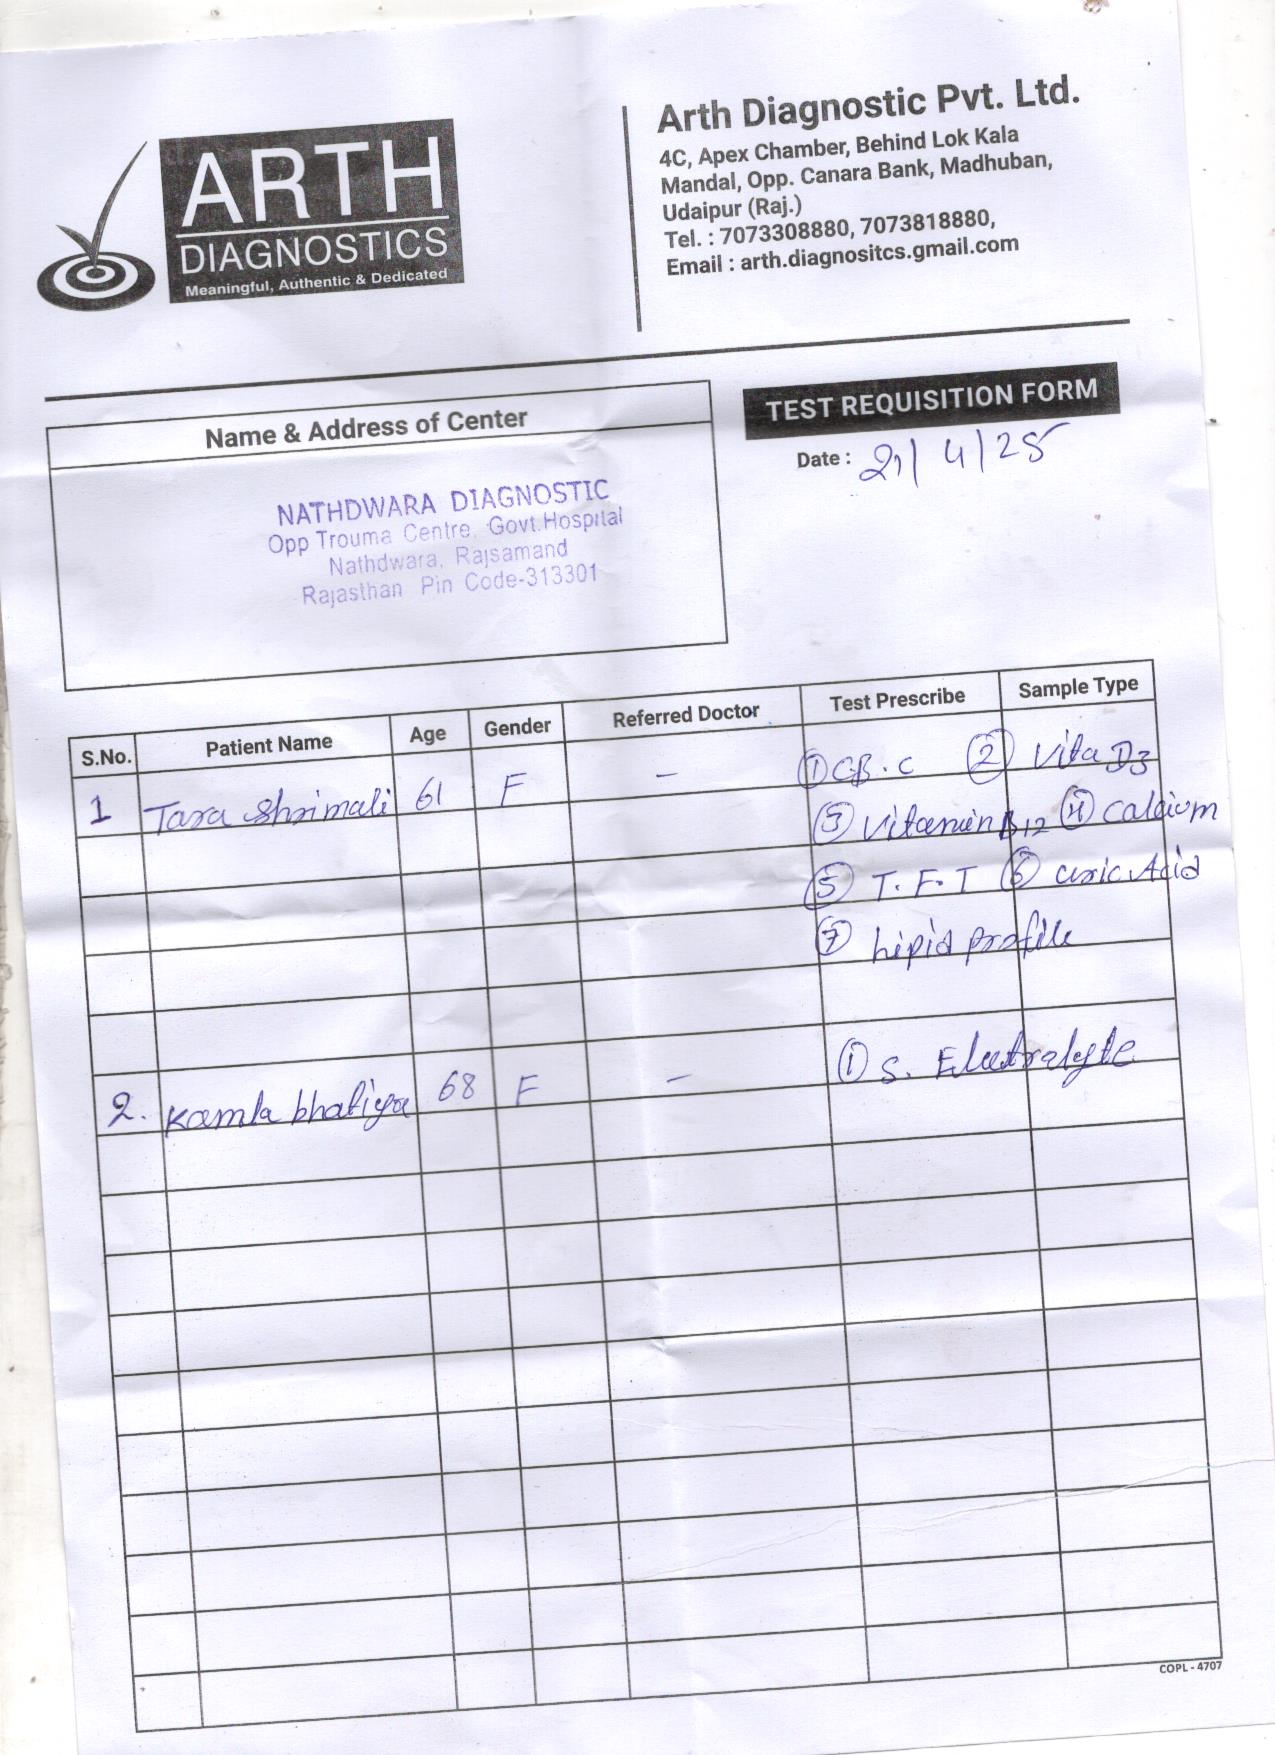 ARTH
DIAGNOSTICS
Meaningful, Authentic & Dedicated
Arth Diagnostic Pvt. Ltd.
4C, Apex Chamber, Behind Lok Kala
Mandal, Opp. Canara Bank, Madhuban,
Udaipur (Raj.)
Tel. : 7073308880, 7073818880,
Email : arth.diagnositcs.gmail.com
Name & Address of Center
NATHDWARA DIAGNOSTIC
Opp Trouma Centre, Govt.Hospital
Nathdwara, Rajsamand
Rajasthan Pin Code-313301
TEST REQUISITION FORM
Date : 21/4/25
S.No. Patient Name Age Gender Referred Doctor Test Prescribe Sample Type
1 Tara Shrimali 61 F - ① C.B.C ② Vita D3
③ Vitamin B12 ④ Calcium
⑤ T.F.T ⑥ Uric Acid
⑦ Lipid Profile
2. Kamla bhatiya 68 F - ① S. Electralyte
COPL - 4707